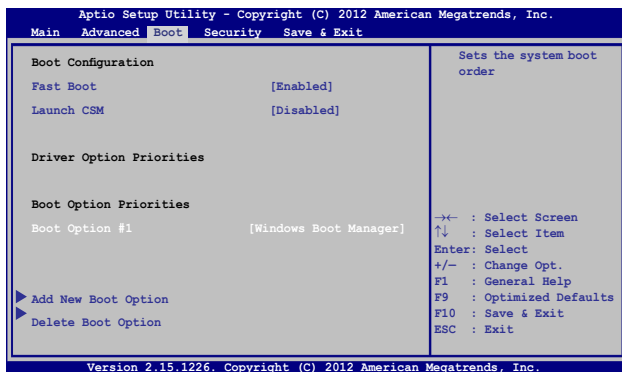 Aptio Setup Utility - Copyright (C) 2012 American Megatrends, Inc.
Main Advanced Boot Security Save & Exit
Boot Configuration
Fast Boot [Enabled]
Launch CSM [Disabled]
Driver Option Priorities
Boot Option Priorities
Boot Option #1 [Windows Boot Manager]
Add New Boot Option
Delete Boot Option
Sets the system boot
order
→← : Select Screen
↑↓ : Select Item
Enter: Select
+/— : Change Opt.
F1 : General Help
F9 : Optimized Defaults
F10 : Save & Exit
ESC : Exit
Version 2.15.1226. Copyright (C) 2012 American Megatrends, Inc.